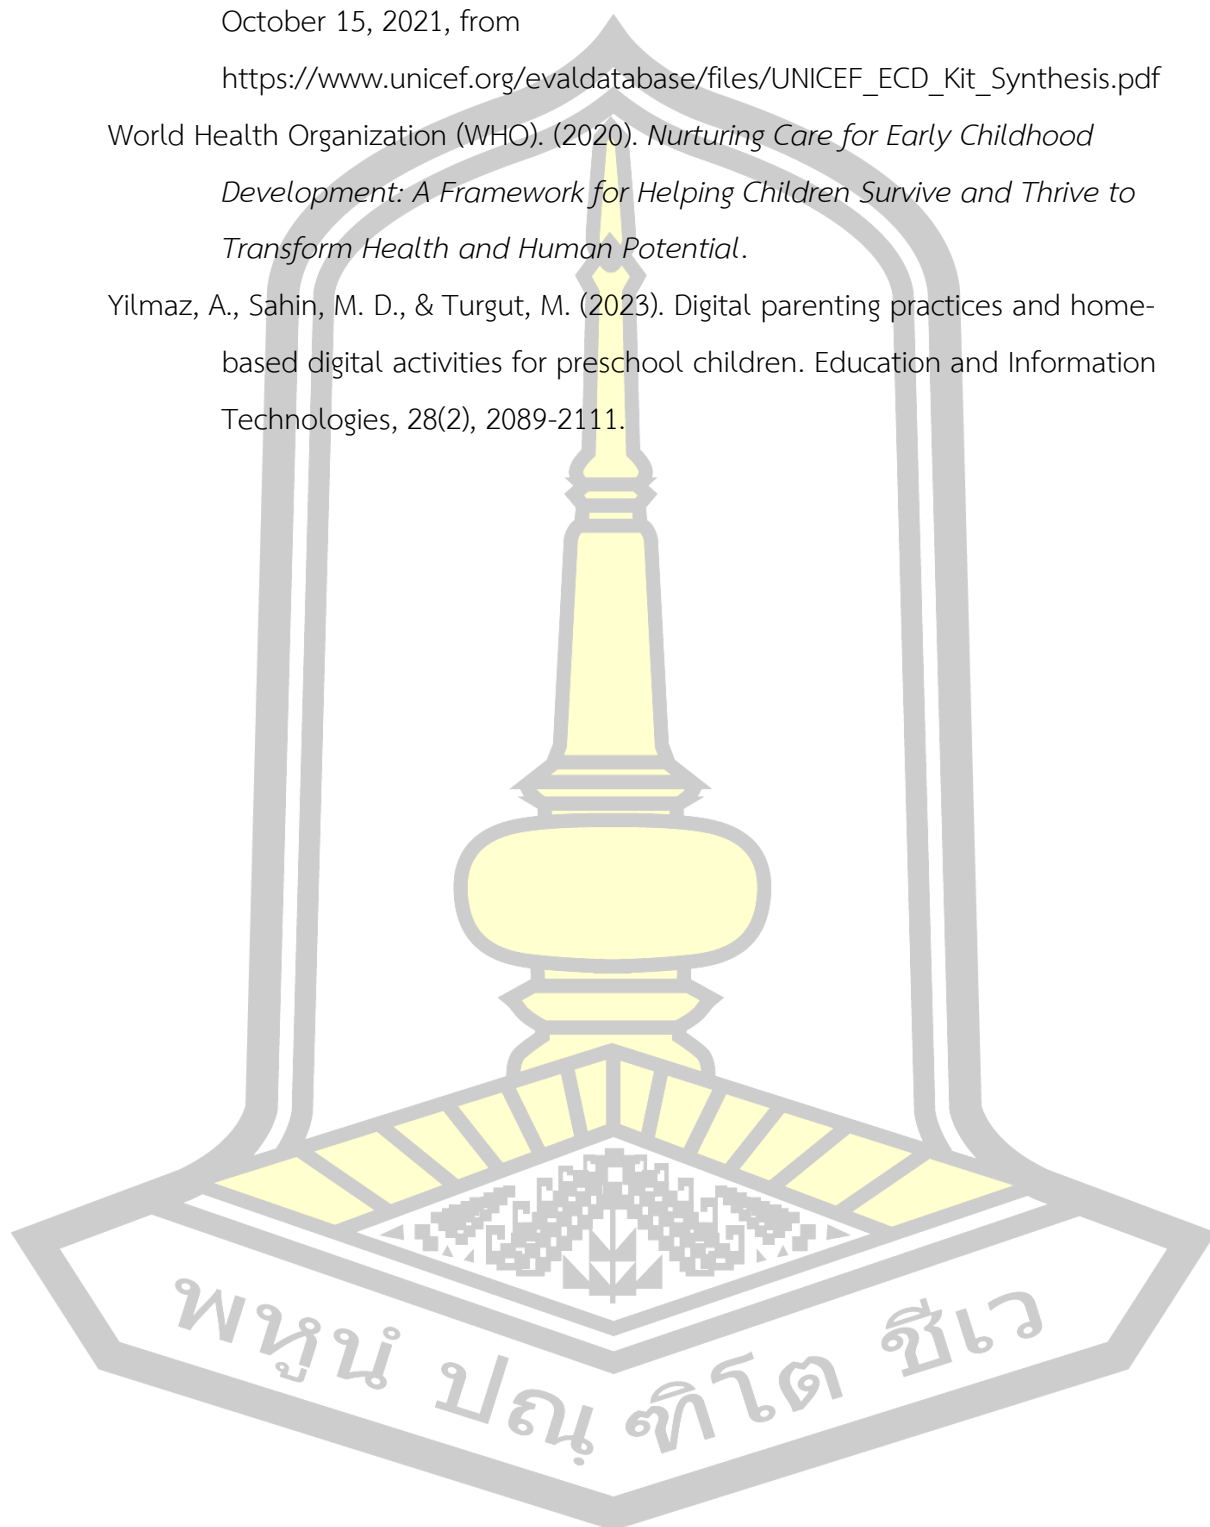 October 15, 2021, from
https://www.unicef.org/evaldatabase/files/UNICEF_ECD_Kit_Synthesis.pdf
World Health Organization (WHO). (2020). Nurturing Care for Early Childhood
Development: A Framework for Helping Children Survive and Thrive to
Transform Health and Human Potential.
Yilmaz, A., Sahin, M. D., & Turgut, M. (2023). Digital parenting practices and home-
based digital activities for preschool children. Education and Information
Technologies, 28(2), 2089-2111.
พหูนํ ปณฺฑิโต ชีเว